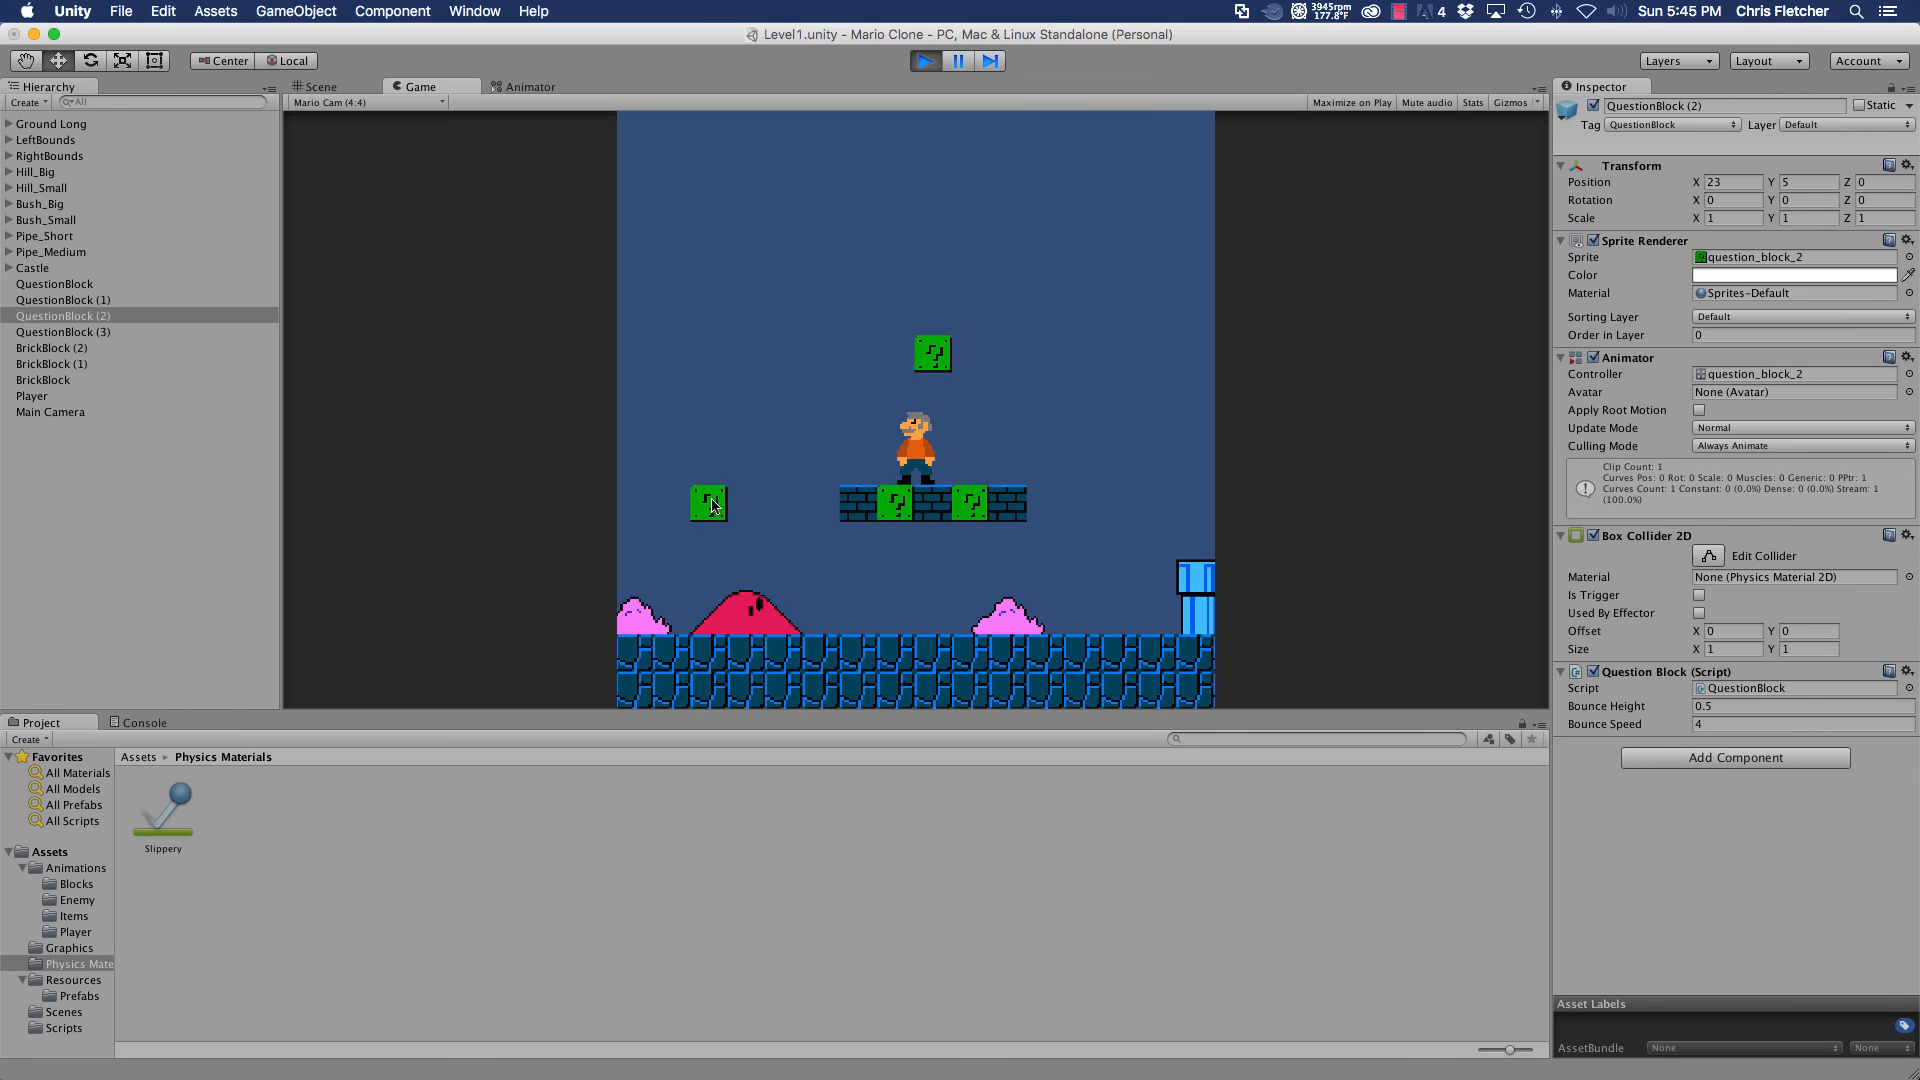 Unity File Edit Assets GameObject Component Window Help
3945rpm
177.8°F
4
Sun 5:45 PM Chris Fletcher
Level1.unity - Mario Clone - PC, Mac & Linux Standalone (Personal)
Center Local
Layers Layout Account
Hierarchy
Create All
Ground Long
LeftBounds
RightBounds
Hill_Big
Hill_Small
Bush_Big
Bush_Small
Pipe_Short
Pipe_Medium
Castle
QuestionBlock
QuestionBlock (1)
QuestionBlock (2)
QuestionBlock (3)
BrickBlock (2)
BrickBlock (1)
BrickBlock
Player
Main Camera
Scene Game Animator
Mario Cam (4:4)
Maximize on Play Mute audio Stats Gizmos
?
?
?
?
Inspector
QuestionBlock (2) Static
Tag QuestionBlock Layer Default
Transform
Position X 23 Y 5 Z 0
Rotation X 0 Y 0 Z 0
Scale X 1 Y 1 Z 1
Sprite Renderer
Sprite question_block_2
Color
Material Sprites-Default
Sorting Layer Default
Order in Layer 0
Animator
Controller question_block_2
Avatar None (Avatar)
Apply Root Motion
Update Mode Normal
Culling Mode Always Animate
Clip Count: 1
Curves Pos: 0 Rot: 0 Scale: 0 Muscles: 0 Generic: 0 PPtr: 1
Curves Count: 1 Constant: 0 (0.0%) Dense: 0 (0.0%) Stream: 1
(100.0%)
Box Collider 2D
Edit Collider
Material None (Physics Material 2D)
Is Trigger
Used By Effector
Offset X 0 Y 0
Size X 1 Y 1
Question Block (Script)
Script QuestionBlock
Bounce Height 0.5
Bounce Speed 4
Add Component
Asset Labels
AssetBundle None None
Project Console
Create
Favorites
All Materials
All Models
All Prefabs
All Scripts
Assets
Animations
Blocks
Enemy
Items
Player
Graphics
Physics Mate
Resources
Prefabs
Scenes
Scripts
Assets Physics Materials
Slippery